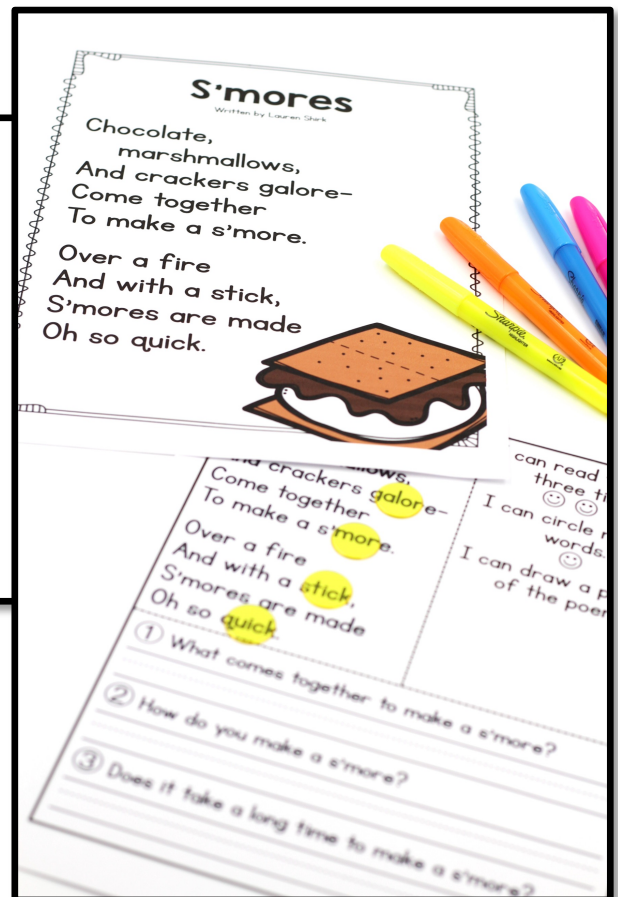 S'mores
Written by Lauren Shirk
Chocolate,
marshmallows,
And crackers galore-
Come together
To make a s'more.
Over a fire
And with a stick,
S'mores are made
Oh so quick.
Sharpie
crackers galore-
Come together
To make a s'more.
Over a fire
And with a stick,
S'mores are made
Oh so quick.
can read
three
I can circle
words.
I can draw a
of the poem
1 What comes together to make a s'more?
2 How do you make a s'more?
3 Does it take a long time to make a s'more?